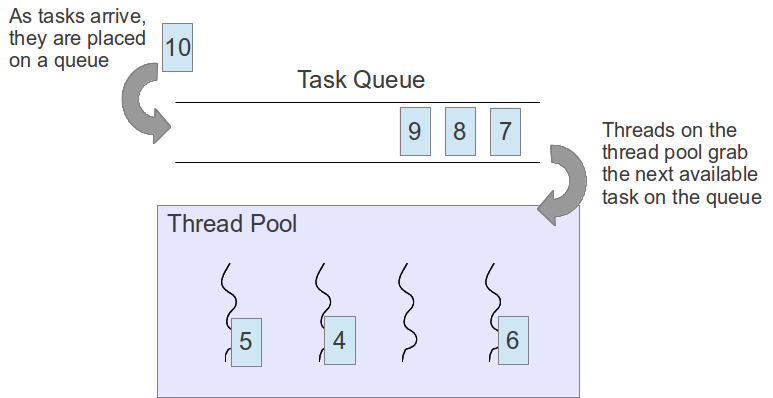 As tasks arrive,
they are placed
on a queue
10
Task Queue
9 8 7
Threads on the
thread pool grab
the next available
task on the queue
Thread Pool
5 4 6